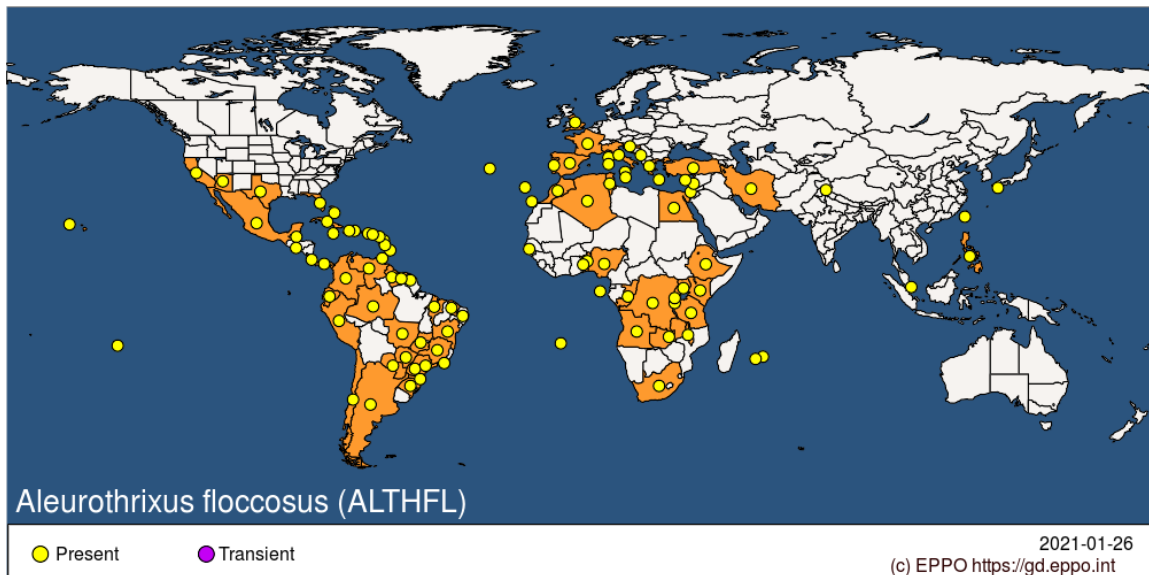 Aleurothrixus floccosus (ALTHFL)
Present
Transient
2021-01-26
(c) EPPO https://gd.eppo.int